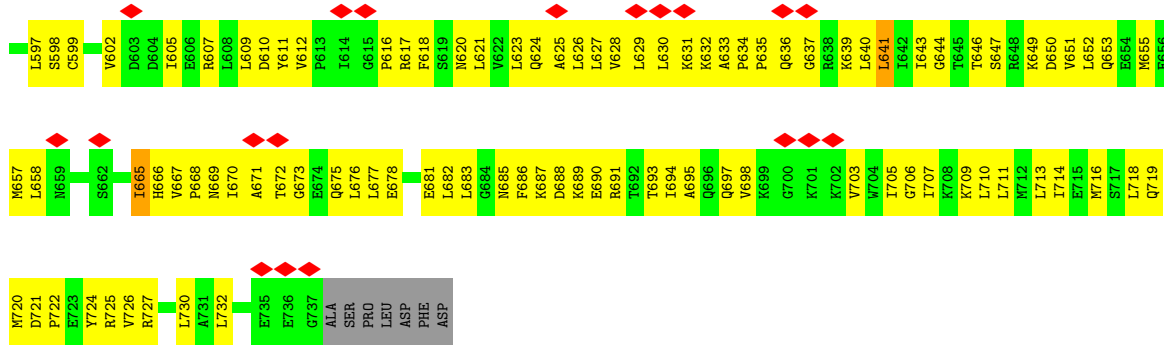 L597 S598 C599 V602 D603 D604 I605 E606 R607 L608 L609 D610 Y611 V612 P613 I614 G615 P616 R617 F618 S619 N620 L621 V622 L623 Q624 A625 L626 L627 V628 L629 L630 K631 K632 A633 P634 P635 Q636 G637 R638 K639 L640 L641 I642 I643 G644 T645 T646 S647 R648 K649 D650 V651 L652 Q653 E654 M655 E656
M657 L658 N659 S662 I665 H666 V667 P668 N669 I670 A671 T672 G673 E674 Q675 L676 L677 E678 E681 L682 L683 G684 N685 F686 K687 D688 K689 E690 R691 T692 T693 I694 A695 Q696 Q697 V698 K699 G700 K701 K702 V703 W704 I705 G706 I707 K708 K709 L710 L711 M712 L713 I714 E715 M716 S717 L718 Q719
M720 D721 P722 E723 Y724 R725 V726 R727 L730 A731 L732 E735 E736 G737 ALA SER PRO LEU ASP PHE ASP